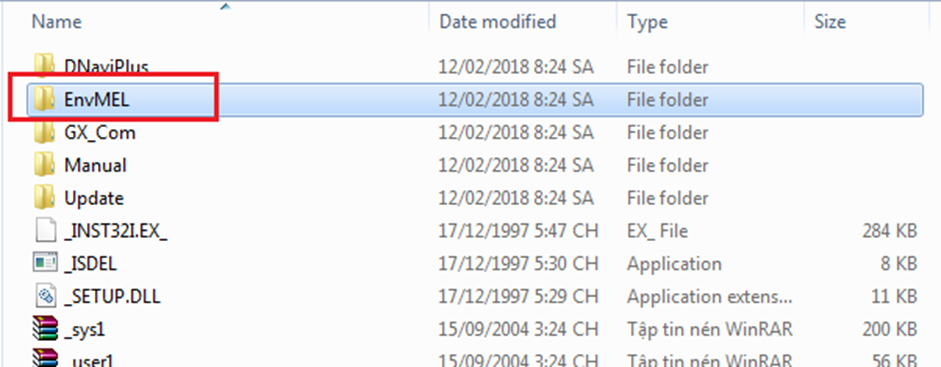 Name Date modified Type Size
DNaviPlus 12/02/2018 8:24 SA File folder
EnvMEL 12/02/2018 8:24 SA File folder
GX_Com 12/02/2018 8:24 SA File folder
Manual 12/02/2018 8:24 SA File folder
Update 12/02/2018 8:24 SA File folder
_INST32I.EX_ 17/12/1997 5:47 CH EX_ File 284 KB
_ISDEL 17/12/1997 5:30 CH Application 8 KB
_SETUP.DLL 17/12/1997 5:29 CH Application extens... 11 KB
_sys1 15/09/2004 3:24 CH Tập tin nén WinRAR 200 KB
_user1 15/09/2004 3:24 CH Tập tin nén WinRAR 56 KB